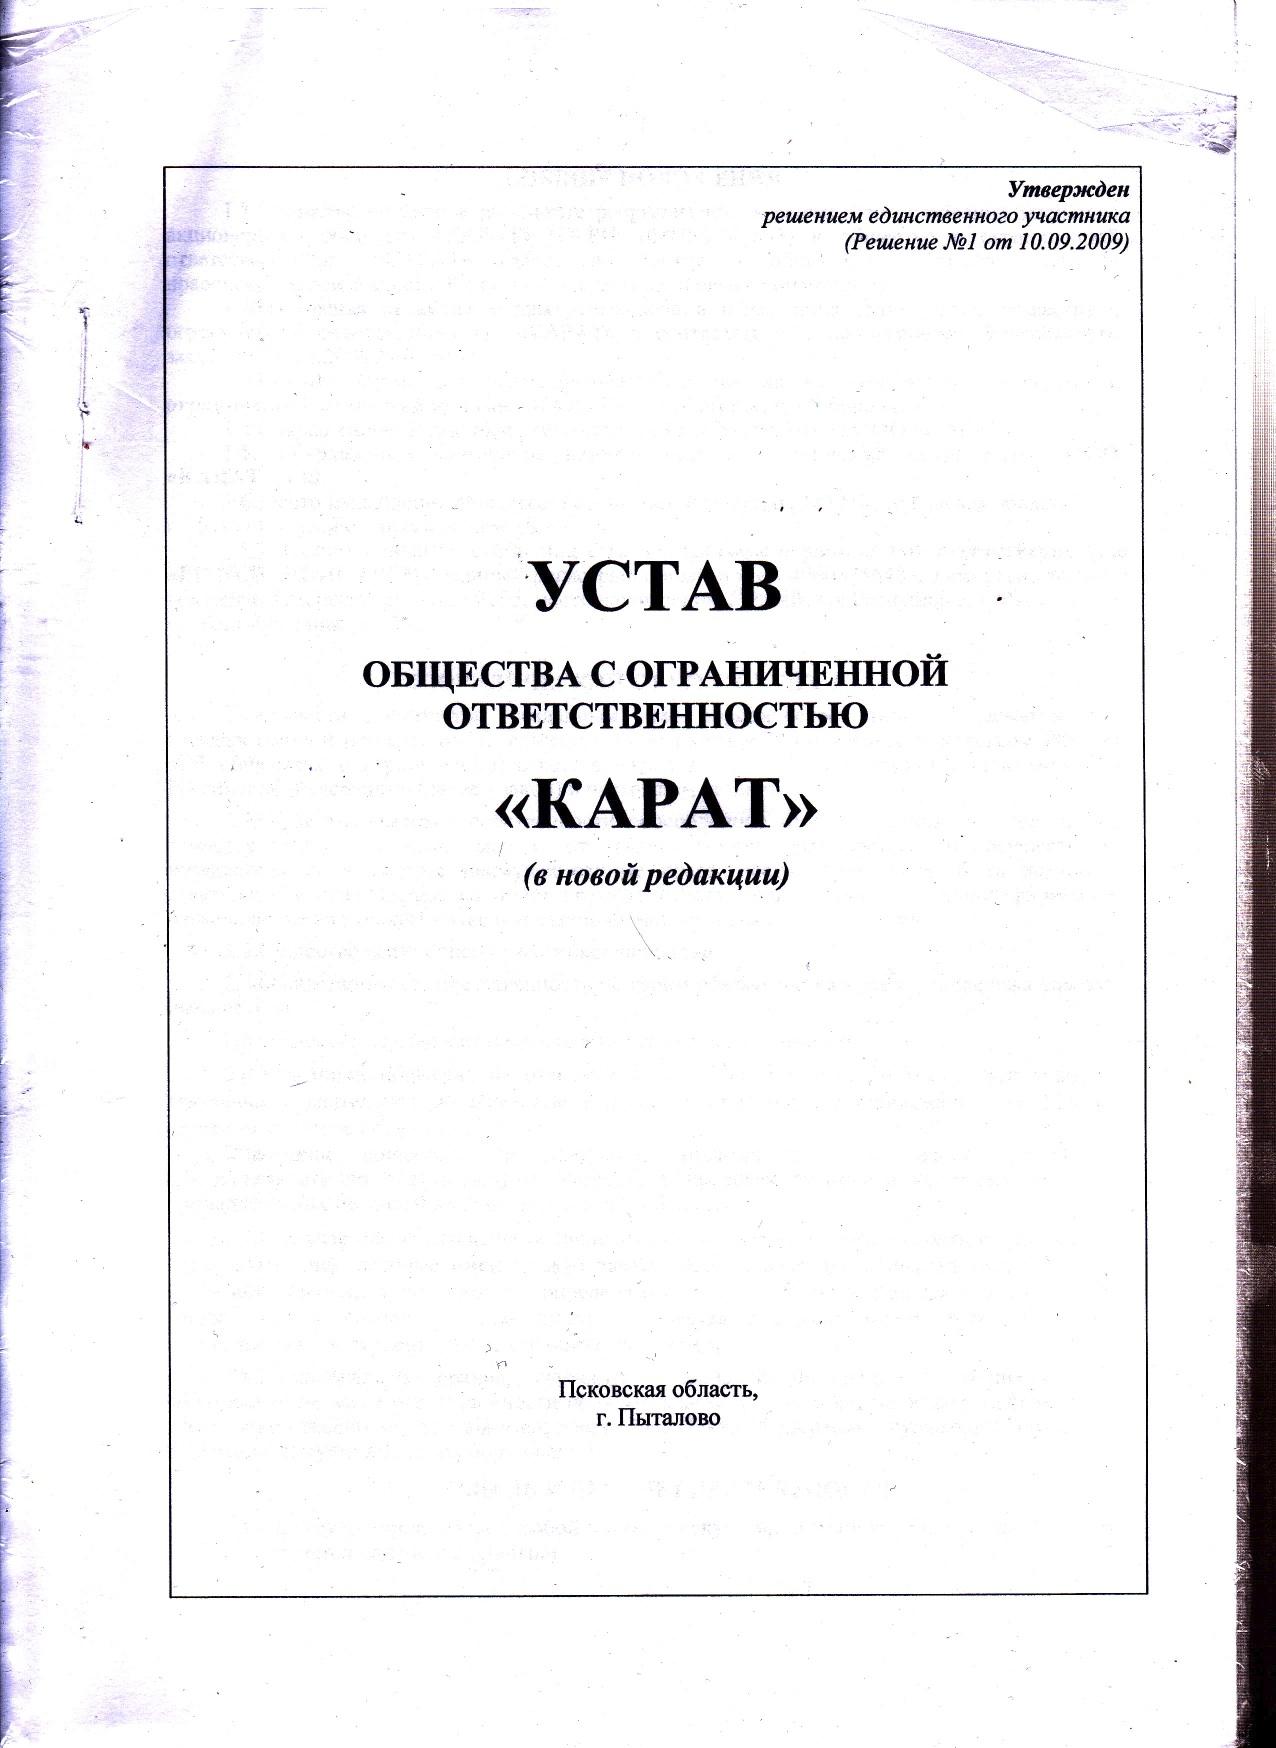 Утвержден
решением единственного участника
(Решение №1 от 10.09.2009)
УСТАВ
ОБЩЕСТВА С ОГРАНИЧЕННОЙ
ОТВЕТСТВЕННОСТЬЮ
«КАРАТ»
(в новой редакции)
Псковская область,
г. Пыталово